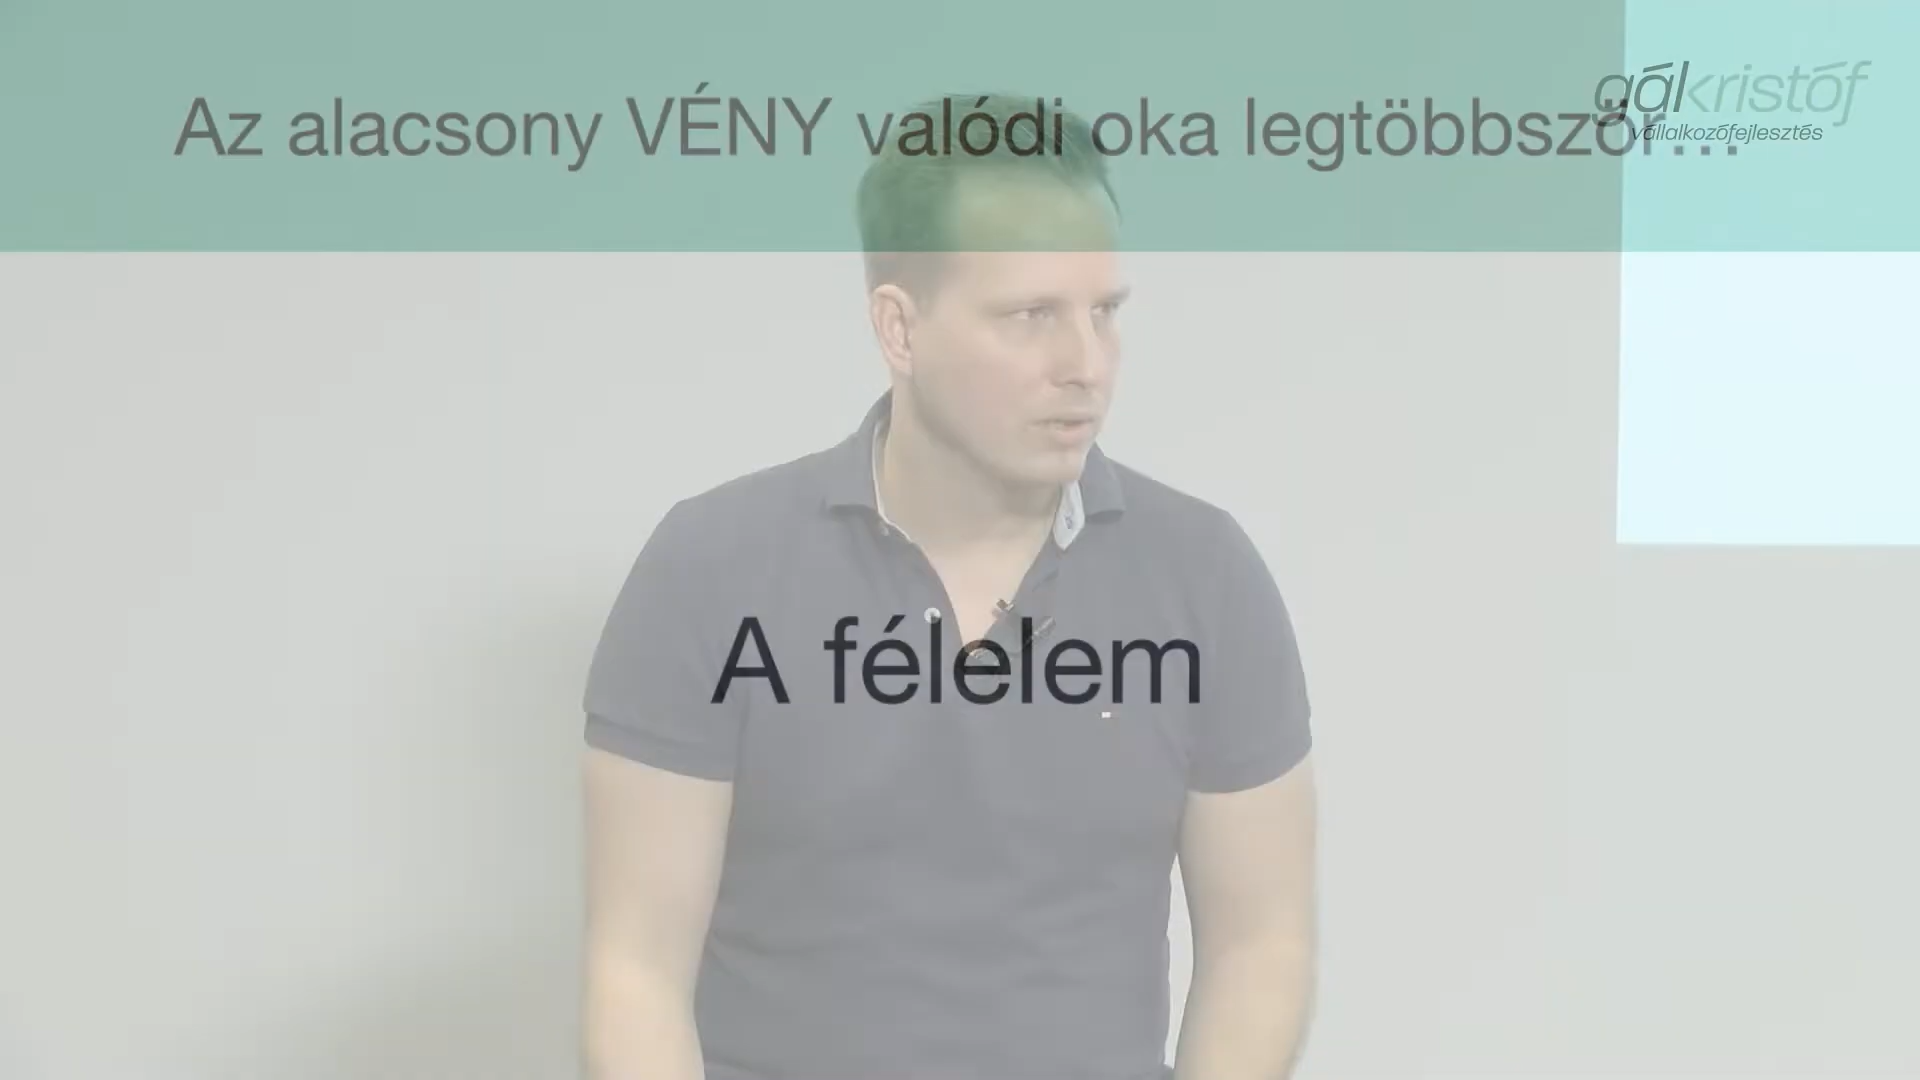 Az alacsony VÉNY valódi oka legtöbbször...
gálkristóf
vállalkozófejlesztés
A félelem